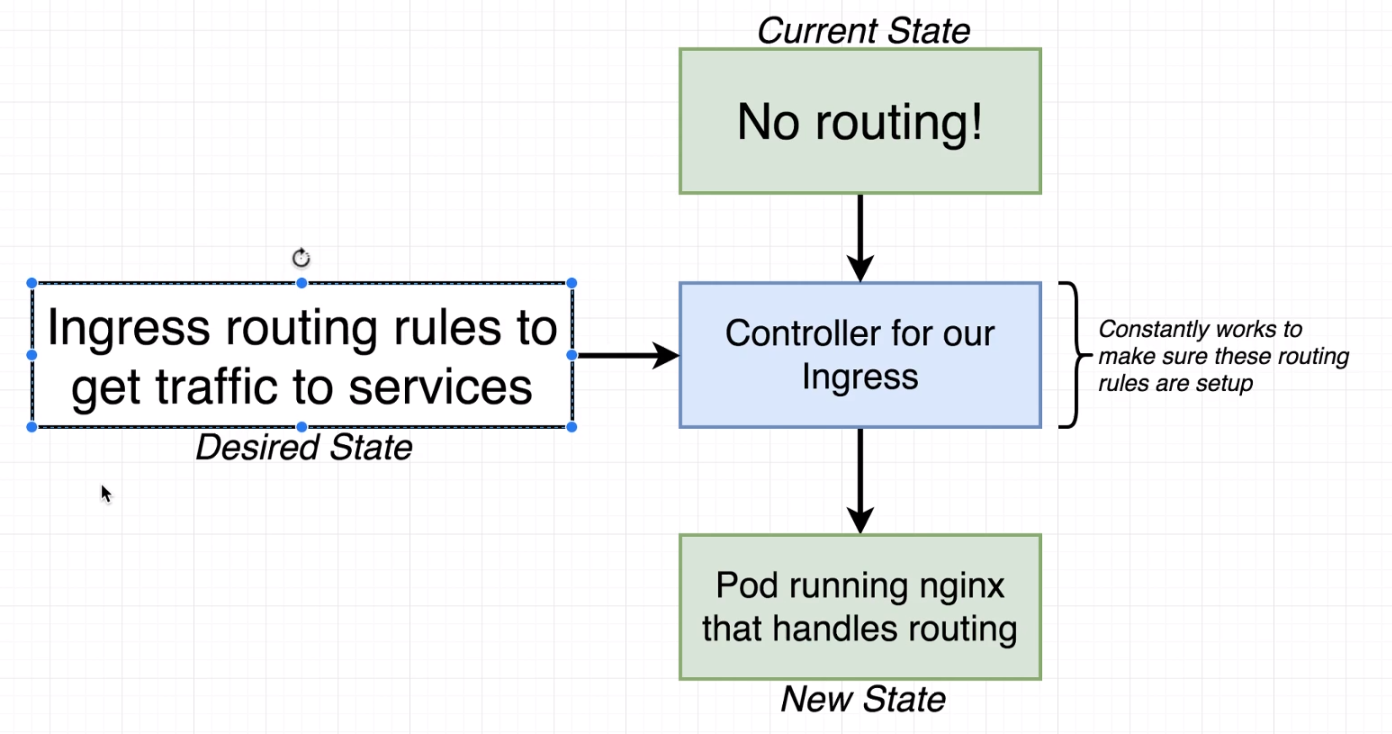 Current State
No routing!
Ingress routing rules to
get traffic to services
Desired State
Controller for our
Ingress
Constantly works to
make sure these routing
rules are setup
Pod running nginx
that handles routing
New State